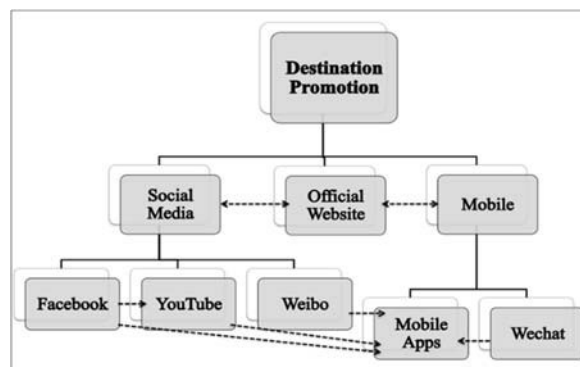 Destination
Promotion
Social
Media
Official
Website
Mobile
Facebook
YouTube
Weibo
Mobile
Apps
Wechat